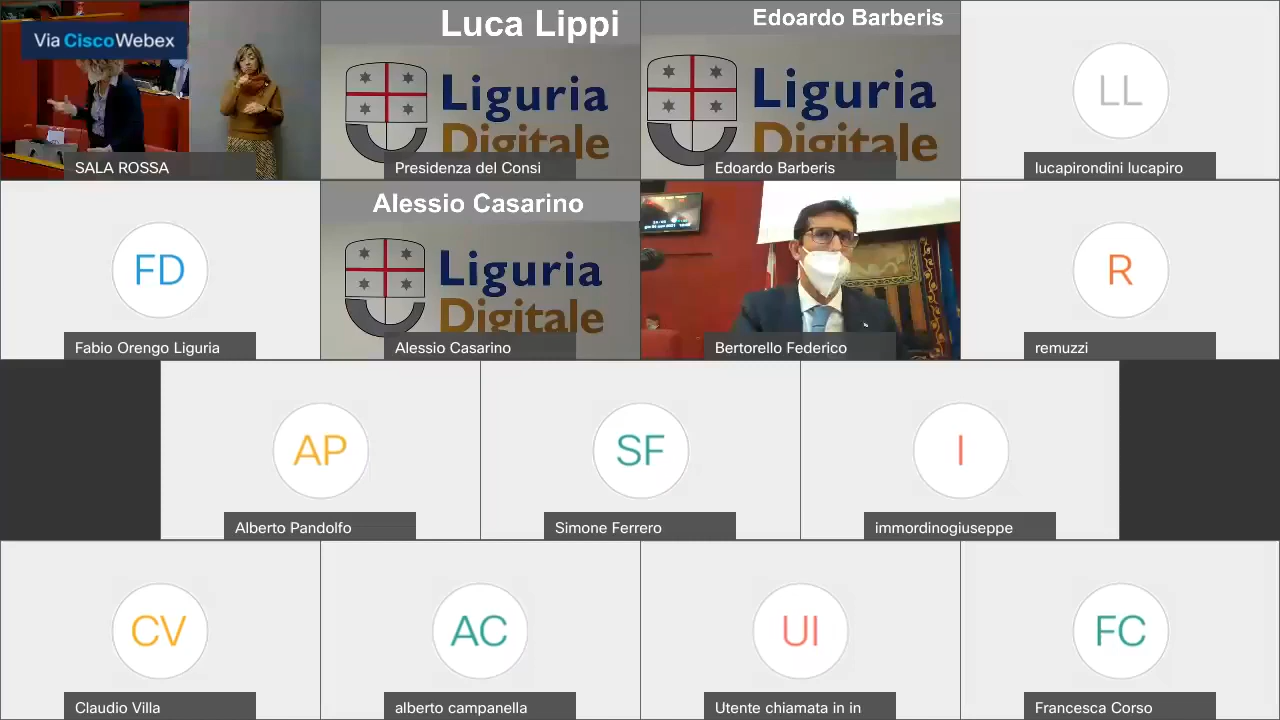 Via Cisco Webex
SALA ROSSA
Luca Lippi
Liguria
Digitale
Presidenza del Consi
Edoardo Barberis
Liguria
Digitale
Edoardo Barberis
LL
lucapirondini lucapiro
FD
Fabio Orengo Liguria
Alessio Casarino
Liguria
Digitale
Alessio Casarino
Bertorello Federico
R
remuzzi
AP
Alberto Pandolfo
SF
Simone Ferrero
I
immordinogiuseppe
CV
Claudio Villa
AC
alberto campanella
UI
Utente chiamata in in
FC
Francesca Corso